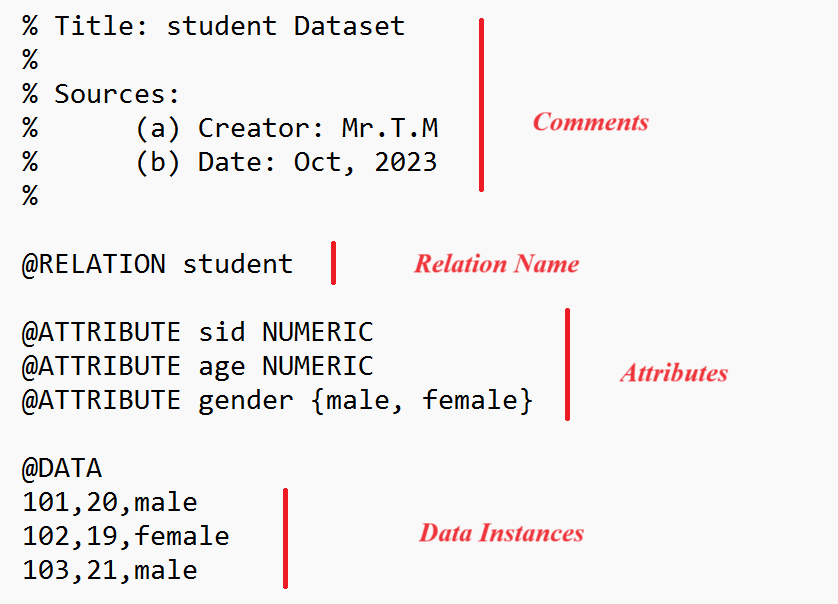 % Title: student Dataset
%
% Sources:
%      (a) Creator: Mr.T.M
%      (b) Date: Oct, 2023
%
Comments
@RELATION student
Relation Name
@ATTRIBUTE sid NUMERIC
@ATTRIBUTE age NUMERIC
@ATTRIBUTE gender {male, female}
Attributes
@DATA
101,20,male
102,19,female
103,21,male
Data Instances